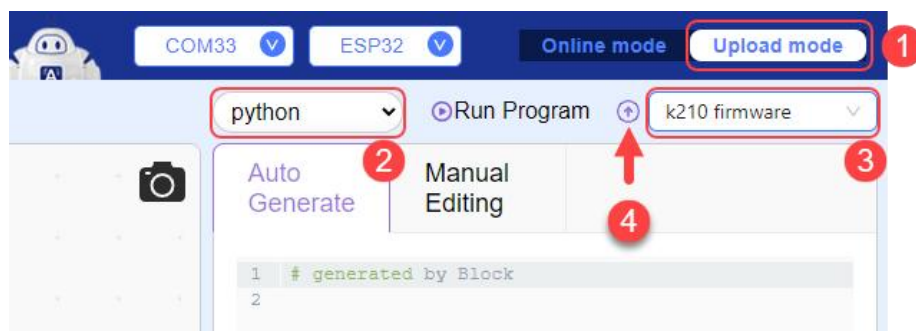 A
COM33
ESP32
Online mode
Upload mode
1
python
Run Program
k210 firmware
2
3
Auto
Generate
Manual
Editing
4
1 # generated by Block
2